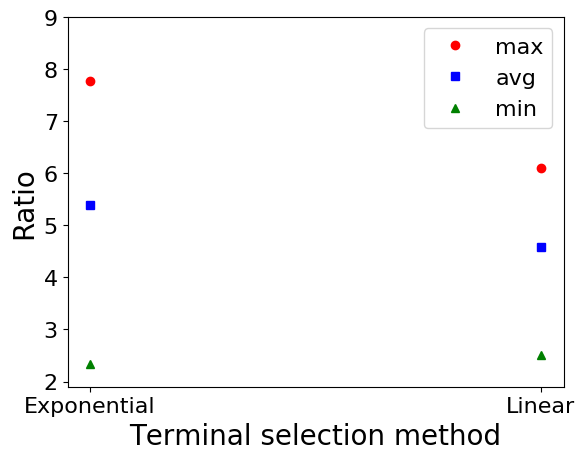 9
8
7
6
5
4
3
2
Ratio
max
avg
min
Exponential
Linear
Terminal selection method